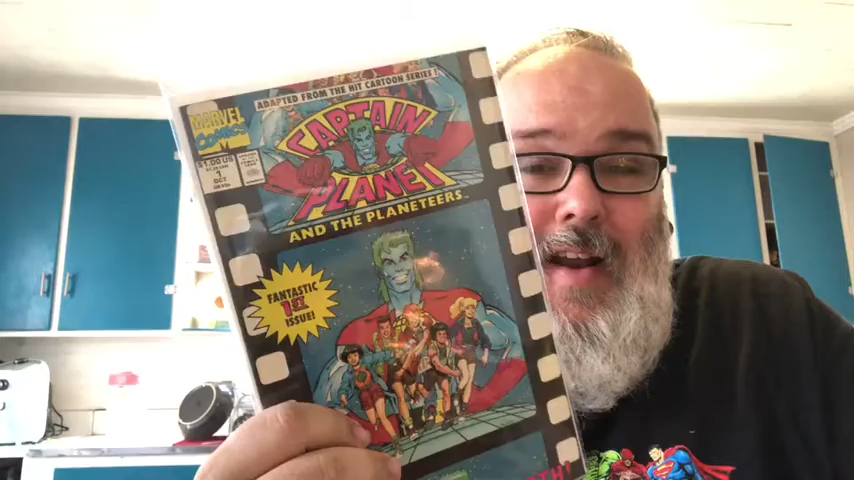 ADAPTED FROM THE HIT CARTOON SERIES!
MARVEL
COMICS
$1.00 US
1
OCT
CAPTAIN
PLANET
AND THE PLANETEERS
FANTASTIC
1ST
ISSUE!